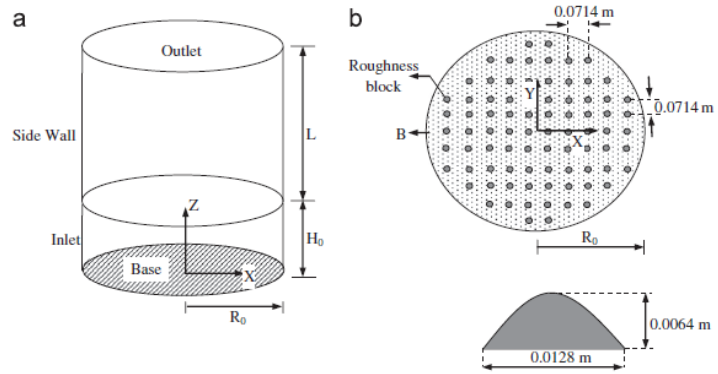 a
Outlet
Side Wall
L
Z
Inlet
H₀
Base
X
R₀
b
0.0714 m
Roughness
block
Y
0.0714 m
B
X
R₀
0.0064 m
0.0128 m